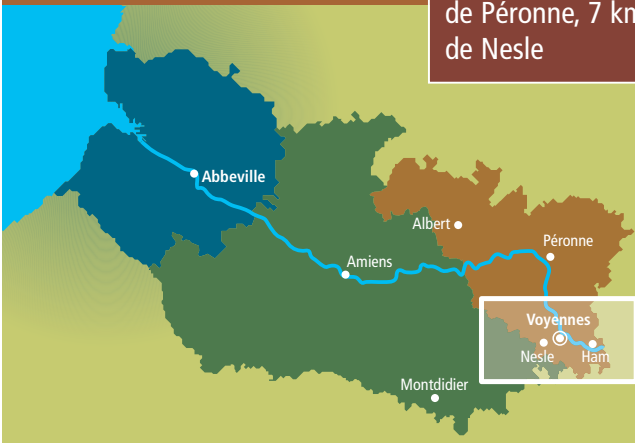 de Péronne, 7 km
de Nesle
Abbeville
Albert
Péronne
Amiens
Voyennes
Nesle
Ham
Montdidier